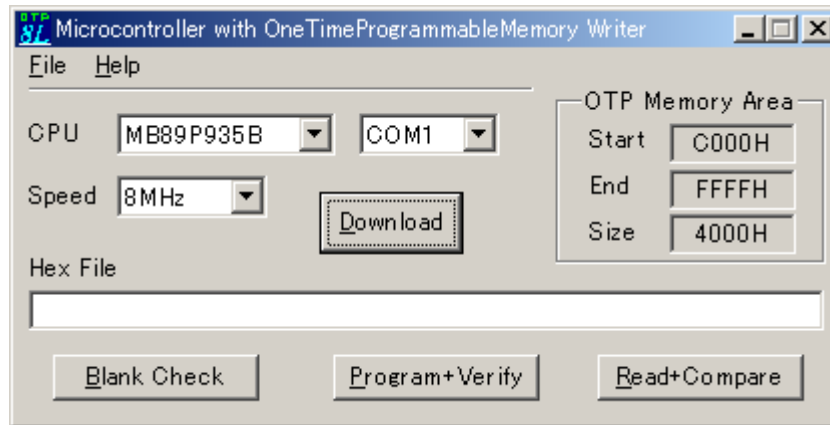 OTP
8L Microcontroller with OneTimeProgrammableMemory Writer
File Help
OTP Memory Area
CPU MB89P935B COM1
Start C000H
End FFFFH
Speed 8MHz
Download
Size 4000H
Hex File
Blank Check Program+Verify Read+Compare